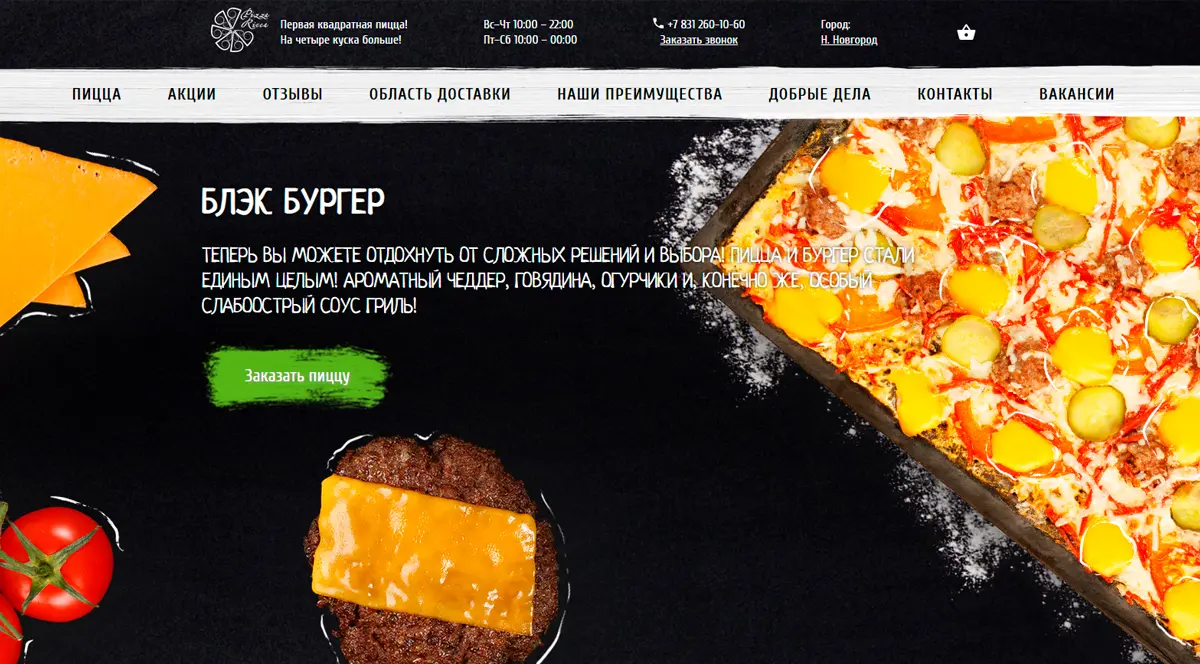 Pizza
Ricca
Первая квадратная пицца!
На четыре куска больше!
Вс–Чт 10:00 – 22:00
Пт–Сб 10:00 – 00:00
+7 831 260-10-60
Заказать звонок
Город:
Н. Новгород
ПИЦЦА
АКЦИИ
ОТЗЫВЫ
ОБЛАСТЬ ДОСТАВКИ
НАШИ ПРЕИМУЩЕСТВА
ДОБРЫЕ ДЕЛА
КОНТАКТЫ
ВАКАНСИИ
БЛЭК БУРГЕР
ТЕПЕРЬ ВЫ МОЖЕТЕ ОТДОХНУТЬ ОТ СЛОЖНЫХ РЕШЕНИЙ И ВЫБОРА! ПИЦЦА И БУРГЕР СТАЛИ
ЕДИНЫМ ЦЕЛЫМ! АРОМАТНЫЙ ЧЕДДЕР, ГОВЯДИНА, ОГУРЧИКИ И, КОНЕЧНО ЖЕ, ОСОБЫЙ
СЛАБООСТРЫЙ СОУС ГРИЛЬ!
Заказать пиццу